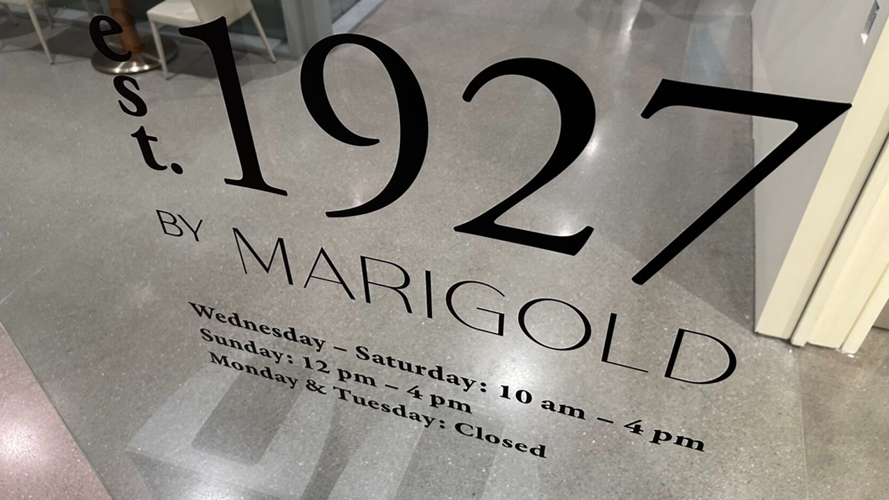 est. 1927
BY MARIGOLD
Wednesday – Saturday: 10 am – 4 pm
Sunday: 12 pm – 4 pm
Monday & Tuesday: Closed